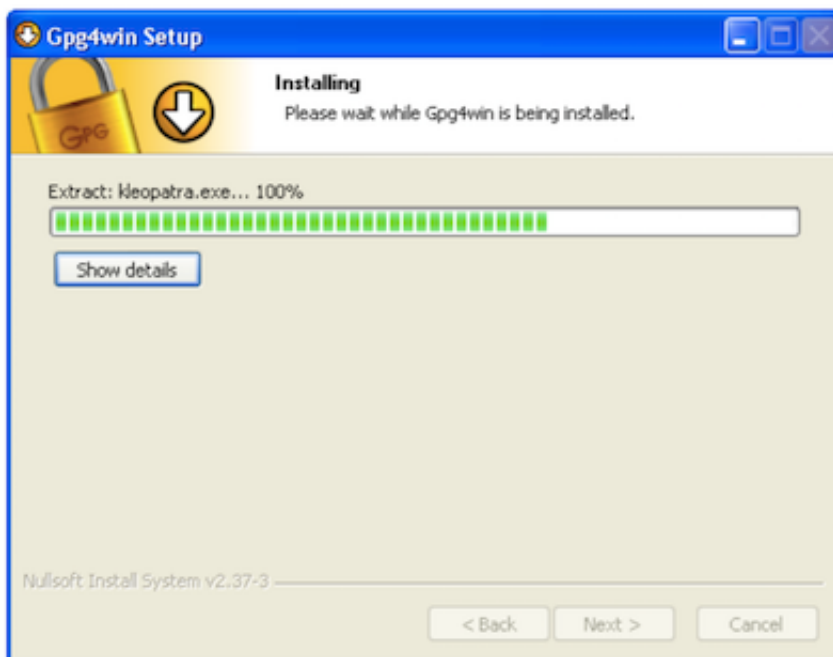 Gpg4win Setup
Installing
Please wait while Gpg4win is being installed.
GPG
Extract: kleopatra.exe... 100%
Show details
Nullsoft Install System v2.37-3
< Back Next > Cancel